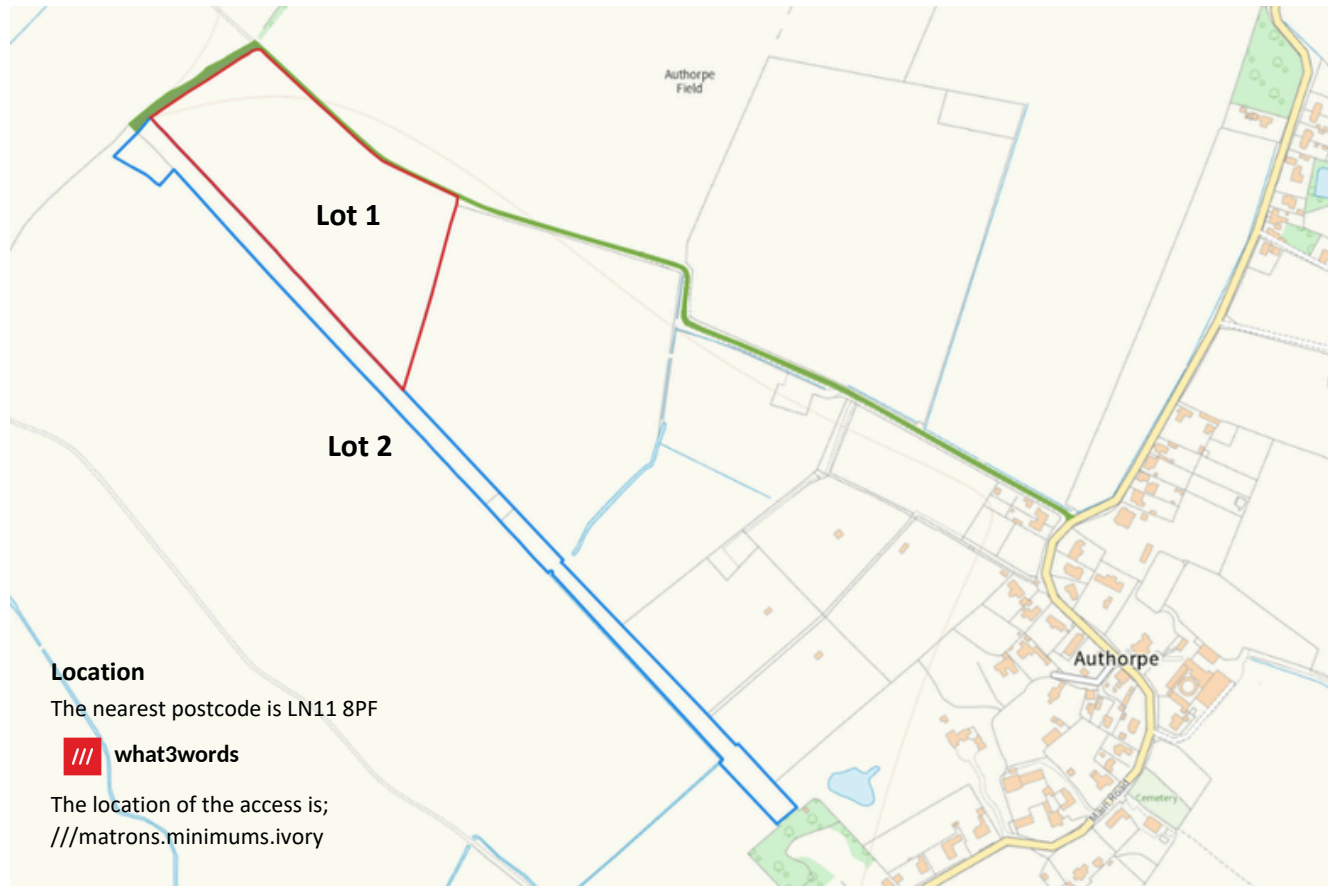 Authorpe
Field
Lot 1
Lot 2
Location
The nearest postcode is LN11 8PF
/// what3words
The location of the access is;
///matrons.minimums.ivory
Authorpe
Cemetery
Main Road